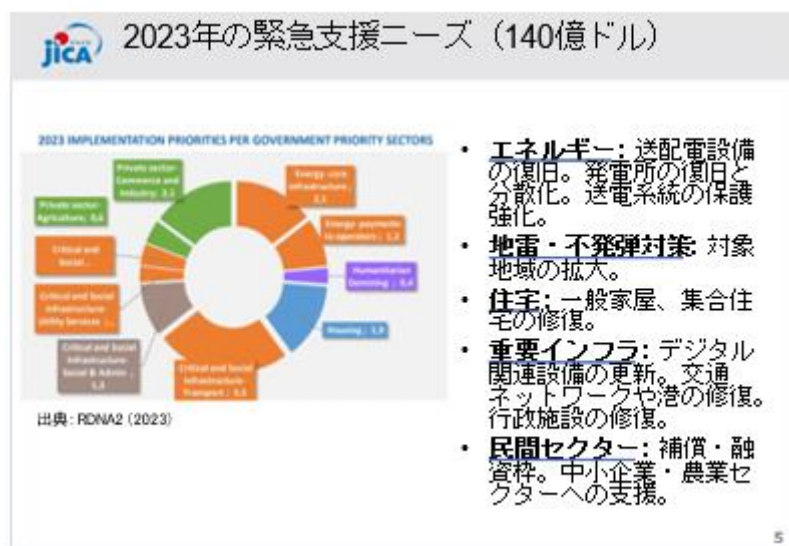 jica
2023年の緊急支援ニーズ（140億ドル）
2023 IMPLEMENTATION PRIORITIES PER GOVERNMENT PRIORITY SECTORS
Private sector-
Commerce and
Industry;
Energy-core
infrastructure ,
2,1
Private sector-
Agriculture; 0,6
Energy-payments
to operators ; 1,2
Critical and
Social
Humanitarian
Demining ; 0,4
Critical and Social
Infrastructure-
Utility Services ;
Housing ; 1,9
Critical and Social
Infrastructure-
Social & Admin ,
1,3
Critical and Social
Infrastructure-
Transport ;
出典：RDNA2（2023）
• エネルギー：送配電設備
の復旧。発電所の復旧と
分散化。送電系統の保護
強化。
• 地雷・不発弾対策：対象
地域の拡大。
• 住宅：一般家屋、集合住
宅の修復。
• 重要インフラ：デジタル
関連設備の更新。交通
ネットワークや港の修復。
行政施設の修復。
• 民間セクター：補償・融
資枠。中小企業・農業セ
クターへの支援。
5